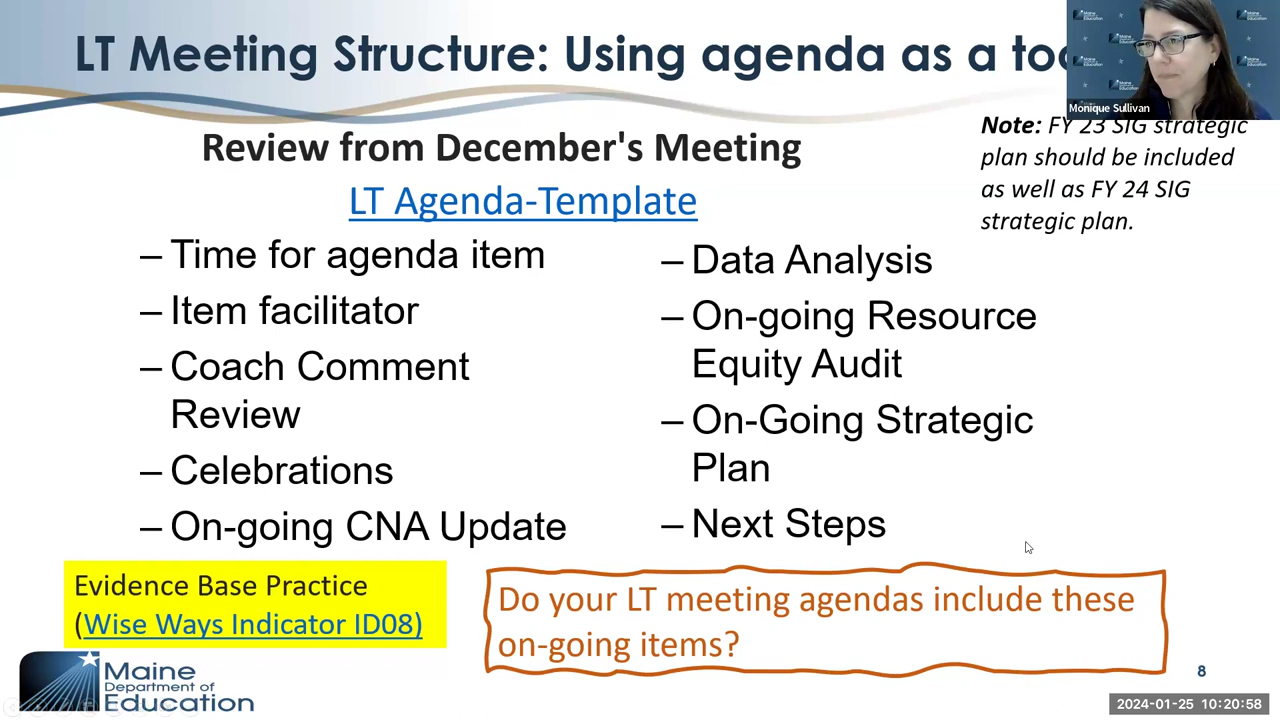 LT Meeting Structure: Using agenda as a too
Monique Sullivan
Review from December's Meeting
LT Agenda-Template
Note: FY 23 SIG strategic
plan should be included
as well as FY 24 SIG
strategic plan.
– Time for agenda item
– Item facilitator
– Coach Comment
Review
– Celebrations
– On-going CNA Update
– Data Analysis
– On-going Resource
Equity Audit
– On-Going Strategic
Plan
– Next Steps
Evidence Base Practice
(Wise Ways Indicator ID08)
Do your LT meeting agendas include these
on-going items?
Maine
Department of
Education
8
2024-01-25 10:20:58